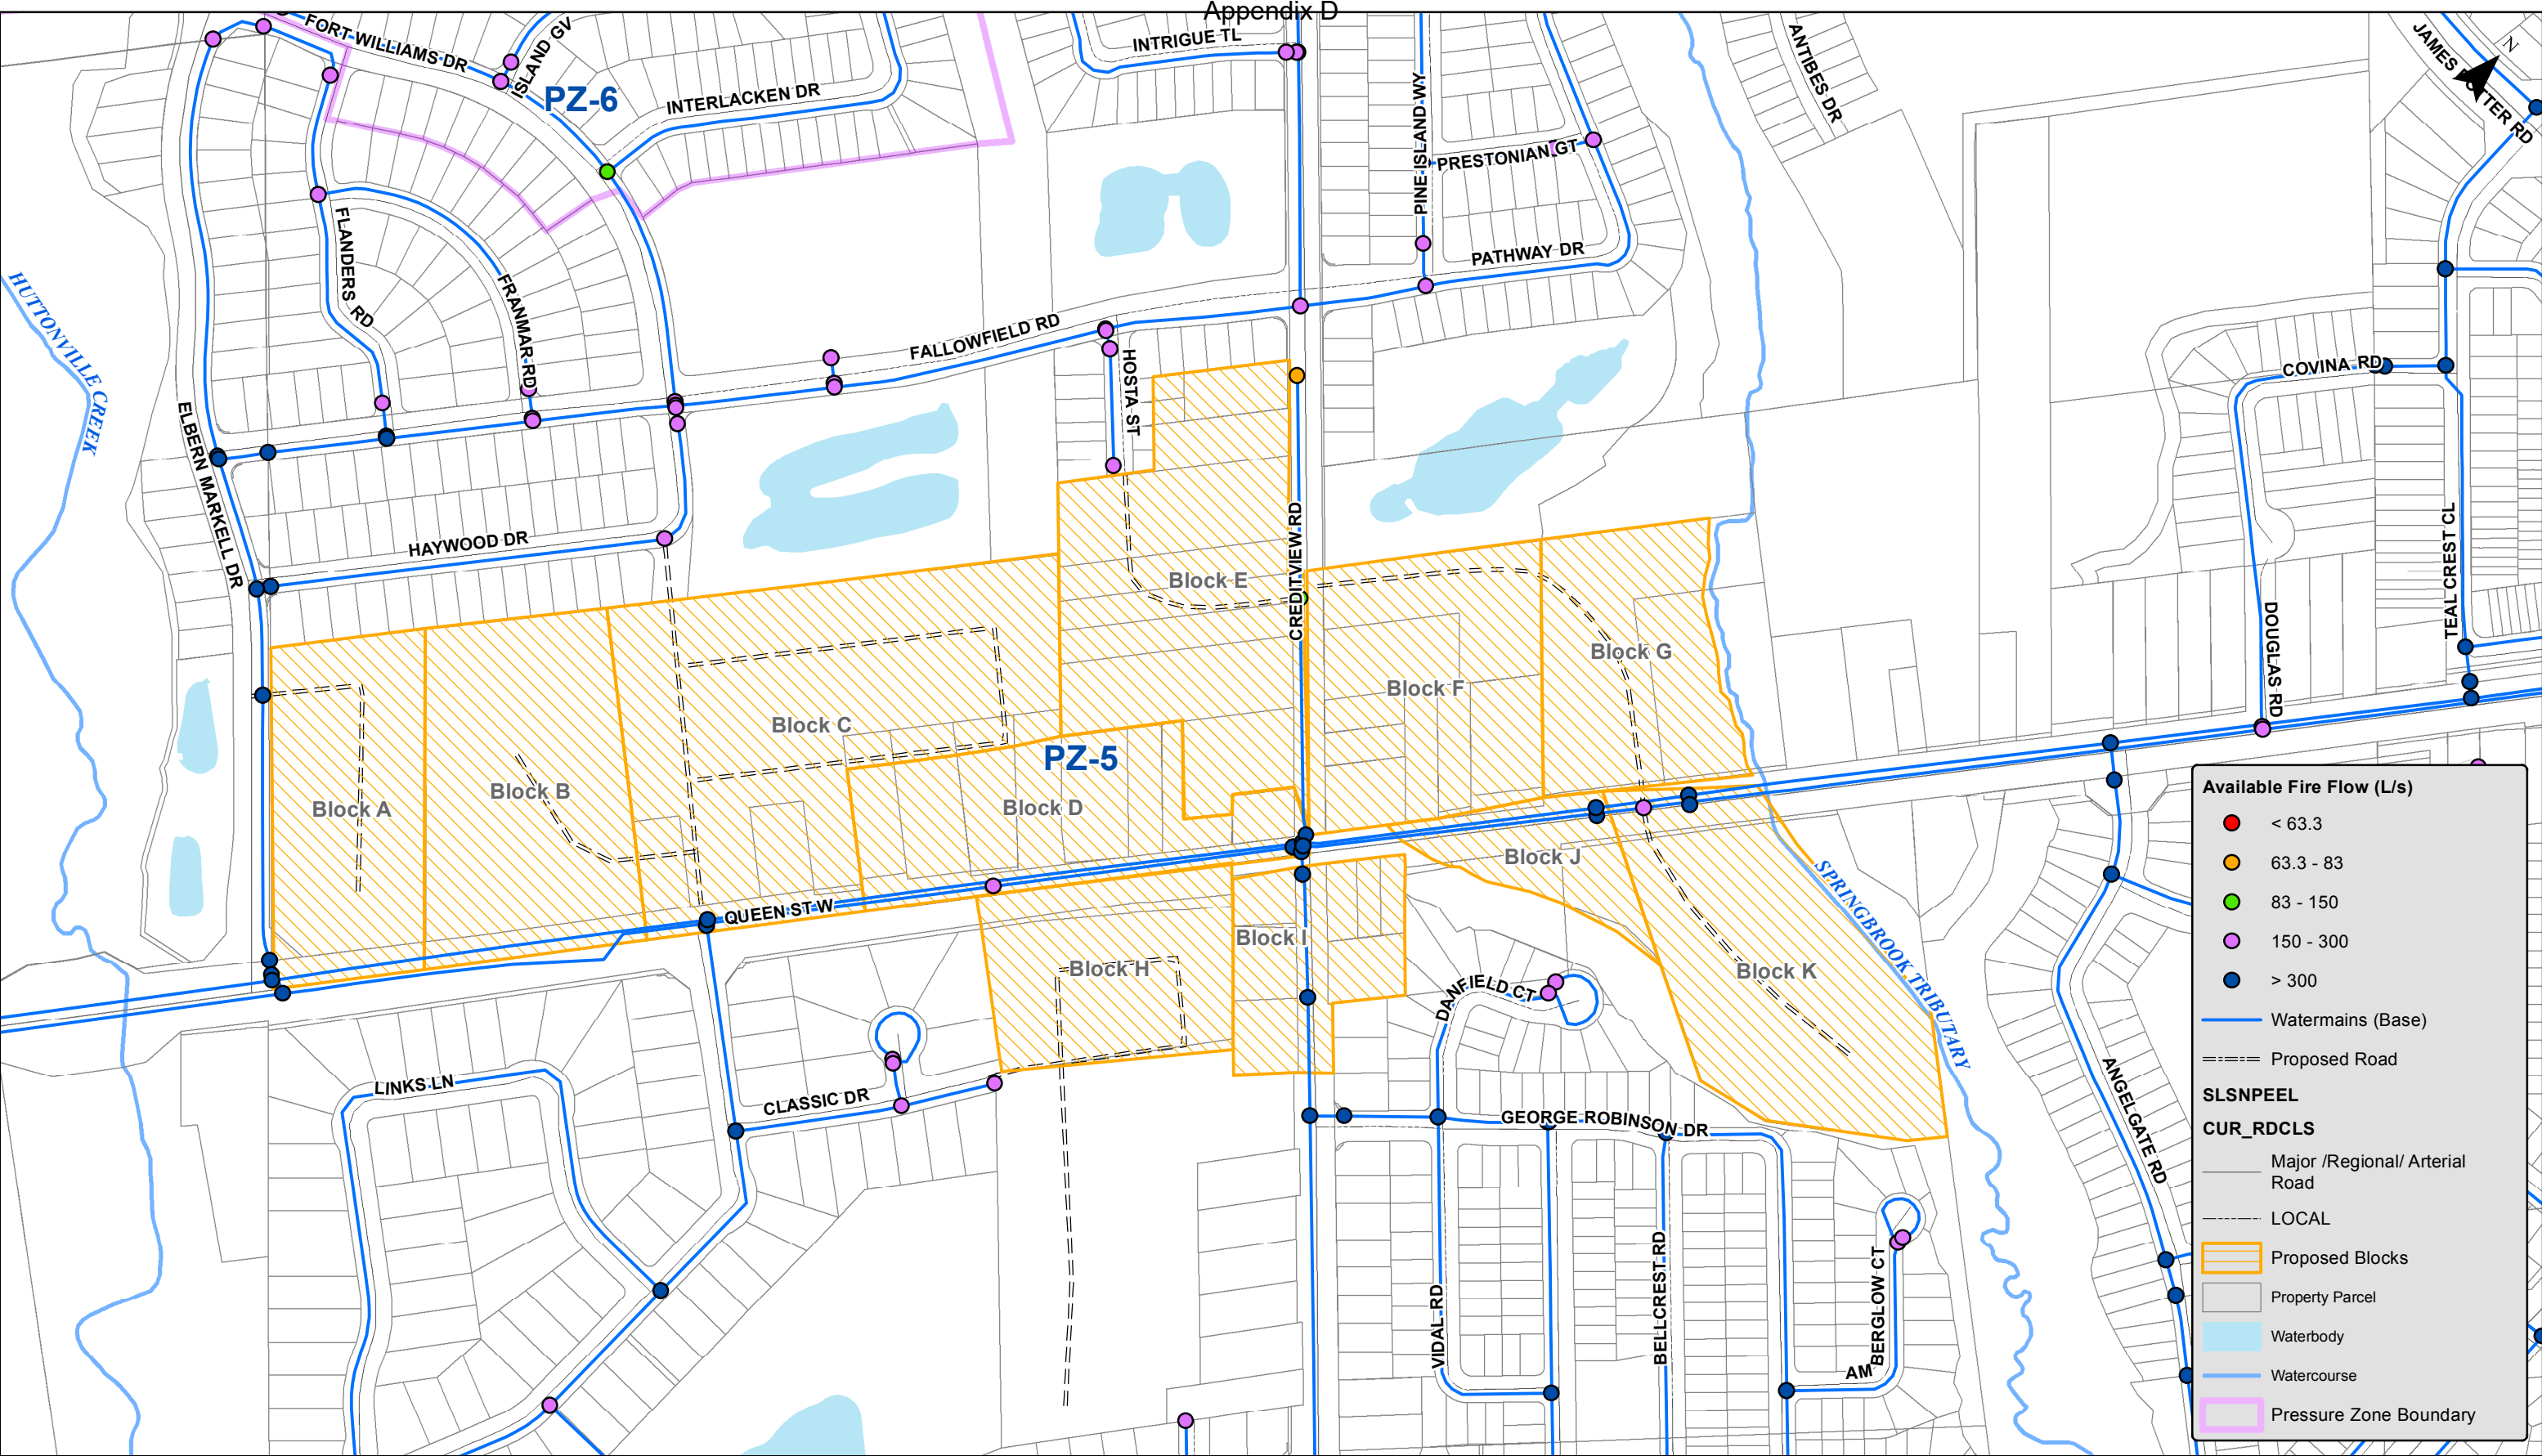 Appendix D
FORT WILLIAMS DR
ISLAND GV
INTERLACKEN DR
PZ-6
INTRIGUE TL
PINE ISLAND WY
PRESTONIAN GT
PATHWAY DR
ANTIBES DR
JAMES POTTER RD
N
HUTTONVILLE CREEK
FLANDERS RD
FRANMAR RD
FALLOWFIELD RD
HOSTA ST
COVINA RD
ELBERN MARKELL DR
HAYWOOD DR
CREDITVIEW RD
TEAL CREST CL
DOUGLAS RD
Block E
Block G
Block F
Block C
PZ-5
Block B
Block A
Block D
Block J
QUEEN ST W
Block I
Block H
Block K
SPRINGBROOK TRIBUTARY
DANFIELD CT
LINKS LN
CLASSIC DR
GEORGE ROBINSON DR
ANGELGATE RD
VIDAL RD
BELLCREST RD
BERGLOW CT
AM
Available Fire Flow (L/s)
< 63.3
63.3 - 83
83 - 150
150 - 300
> 300
Watermains (Base)
Proposed Road
SLSNPEEL
CUR_RDCLS
Major /Regional/ Arterial
Road
LOCAL
Proposed Blocks
Property Parcel
Waterbody
Watercourse
Pressure Zone Boundary